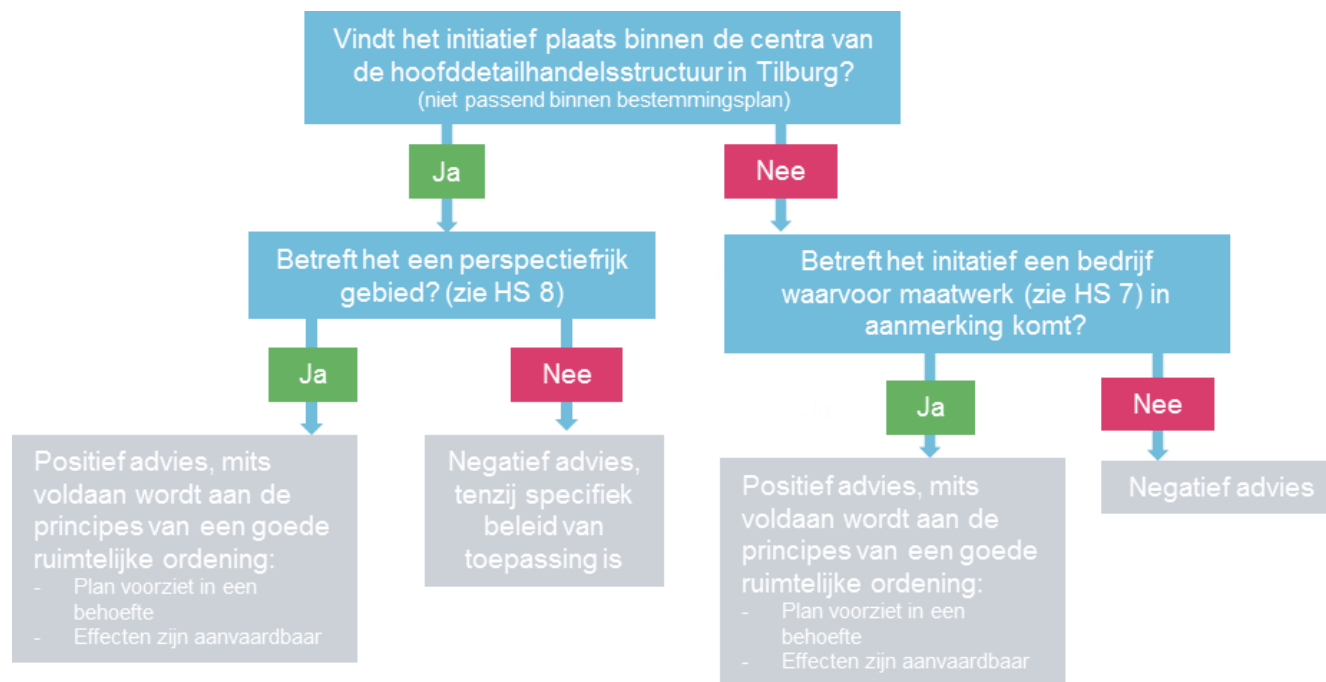 Vindt het initiatief plaats binnen de centra van
de hoofddetailhandelsstructuur in Tilburg?
(niet passend binnen bestemmingsplan)
Ja
Nee
Betreft het een perspectiefrijk
gebied? (zie HS 8)
Betreft het initatief een bedrijf
waarvoor maatwerk (zie HS 7) in
aanmerking komt?
Ja
Nee
Ja
Nee
Positief advies, mits
voldaan wordt aan de
principes van een goede
ruimtelijke ordening:
- Plan voorziet in een
behoefte
- Effecten zijn aanvaardbaar
Negatief advies,
tenzij specifiek
beleid van
toepassing is
Positief advies, mits
voldaan wordt aan de
principes van een goede
ruimtelijke ordening:
- Plan voorziet in een
behoefte
- Effecten zijn aanvaardbaar
Negatief advies